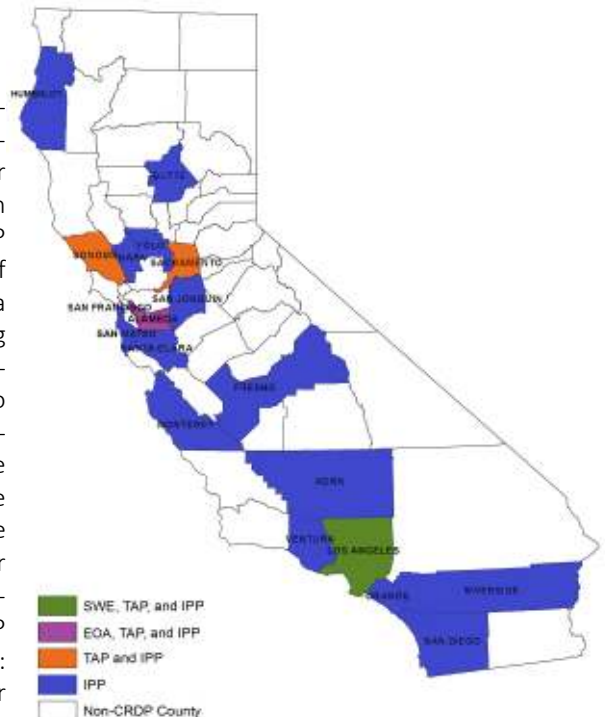 HUMBOLDT
BUTTE
YOLO
SONOMA
NAPA
SACRAMENTO
SAN JOAQUIN
SAN FRANCISCO
ALAMEDA
SAN MATEO
SANTA CLARA
FRESNO
MONTEREY
KERN
VENTURA
LOS ANGELES
ORANGE
RIVERSIDE
SAN DIEGO
SWE, TAP, and IPP
EOA, TAP, and IPP
TAP and IPP
IPP
Non-CRDP County